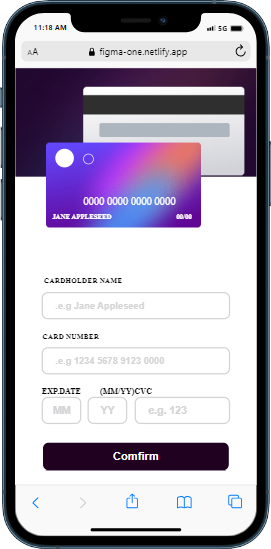 11:18 AM 5G
AA figma-one.netlify.app
0000 0000 0000 0000
JANE APPLESEED 00/00
CARDHOLDER NAME
.e.g Jane Appleseed
CARD NUMBER
.e.g 1234 5678 9123 0000
EXP.DATE (MM/YY)CVC
MM YY e.g. 123
Comfirm